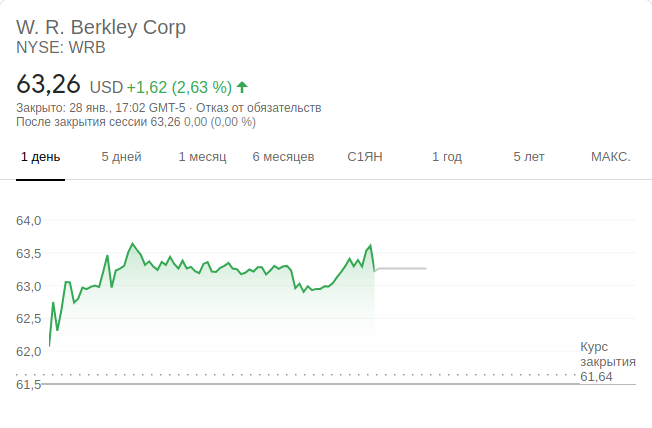 W. R. Berkley Corp
NYSE: WRB
63,26 USD +1,62 (2,63 %)
Закрыто: 28 янв., 17:02 GMT-5 · Отказ от обязательств
После закрытия сессии 63,26 0,00 (0,00 %)
1 день 5 дней 1 месяц 6 месяцев С1ЯН 1 год 5 лет МАКС.
64,0
63,5
63,0
62,5
62,0
61,5
Курс
закрытия
61,64